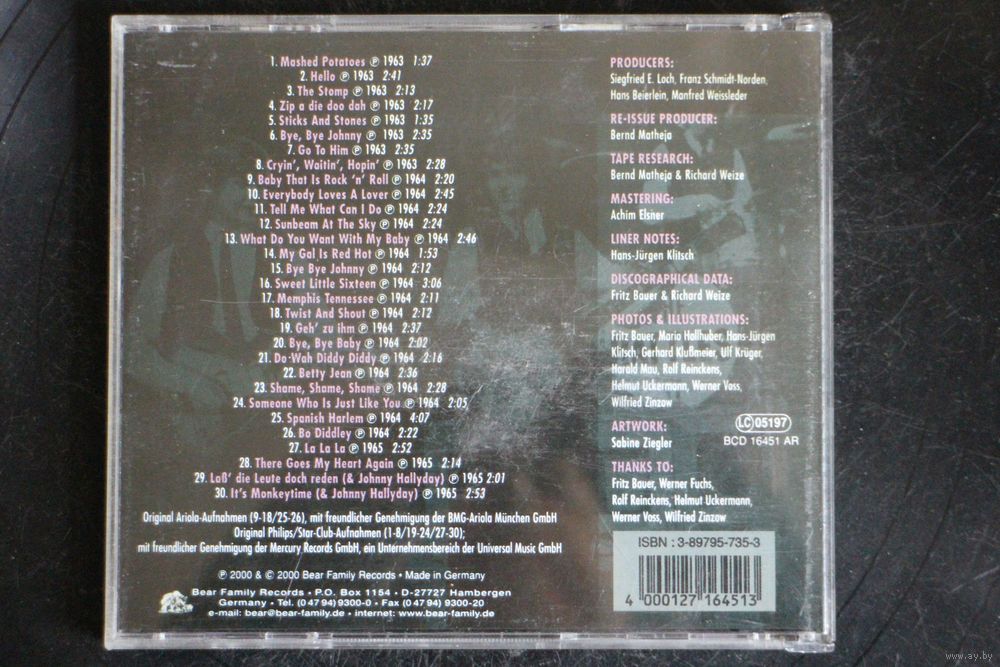 1. Mashed Potatoes ℗ 1963 1:37
2. Hello ℗ 1963 2:41
3. The Stomp ℗ 1963 2:13
4. Zip a die doo dah ℗ 1963 2:17
5. Sticks And Stones ℗ 1963 1:35
6. Bye, Bye Johnny ℗ 1963 2:35
7. Go To Him ℗ 1963 2:35
8. Cryin', Waitin', Hopin' ℗ 1963 2:28
9. Baby That Is Rock 'n' Roll ℗ 1964 2:20
10. Everybody Loves A Lover ℗ 1964 2:45
11. Tell Me What Can I Do ℗ 1964 2:24
12. Sunbeam At The Sky ℗ 1964 2:24
13. What Do You Want With My Baby ℗ 1964 2:46
14. My Gal Is Red Hot ℗ 1964 1:53
15. Bye Bye Johnny ℗ 1964 2:12
16. Sweet Little Sixteen ℗ 1964 3:06
17. Memphis Tennessee ℗ 1964 2:11
18. Twist And Shout ℗ 1964 2:12
19. Geh' zu ihm ℗ 1964 2:37
20. Bye, Bye Baby ℗ 1964 2:02
21. Do-Wah Diddy Diddy ℗ 1964 2:16
22. Betty Jean ℗ 1964 2:36
23. Shame, Shame, Shame ℗ 1964 2:28
24. Someone Who Is Just Like You ℗ 1964 2:05
25. Spanish Harlem ℗ 1964 4:07
26. Bo Diddley ℗ 1964 2:22
27. La La La ℗ 1965 2:52
28. There Goes My Heart Again ℗ 1965 2:14
29. Laß' die Leute doch reden (& Johnny Hallyday) ℗ 1965 2:01
30. It's Monkeytime (& Johnny Hallyday) ℗ 1965 2:53
Original Ariola-Aufnahmen (9-18/25-26), mit freundlicher Genehmigung der BMG-Ariola München GmbH
Original Philips/Star-Club-Aufnahmen (1-8/19-24/27-30);
mit freundlicher Genehmigung der Mercury Records GmbH, ein Unternehmensbereich der Universal Music GmbH
℗ 2000 & © 2000 Bear Family Records • Made in Germany
Bear Family Records • P.O. Box 1154 • D-27727 Hambergen
Germany • Tel. (0 47 94) 9300-0 • Fax (0 47 94) 9300-20
e-mail: bear@bear-family.de • internet: www.bear-family.de
PRODUCERS:
Siegfried E. Loch, Franz Schmidt-Norden,
Hans Beierlein, Manfred Weissleder
RE-ISSUE PRODUCER:
Bernd Matheja
TAPE RESEARCH:
Bernd Matheja & Richard Weize
MASTERING:
Achim Elsner
LINER NOTES:
Hans-Jürgen Klitsch
DISCOGRAPHICAL DATA:
Fritz Bauer & Richard Weize
PHOTOS & ILLUSTRATIONS:
Fritz Bauer, Mario Hollhuber, Hans-Jürgen
Klitsch, Gerhard Klußmeier, Ulf Krüger,
Harald Mau, Rolf Reinckens,
Helmut Uckermann, Werner Voss,
Wilfried Zinzow
ARTWORK:
Sabine Ziegler
LC 05197
BCD 16451 AR
THANKS TO:
Fritz Bauer, Werner Fuchs,
Rolf Reinckens, Helmut Uckermann,
Werner Voss, Wilfried Zinzow
ISBN : 3-89795-735-3
4 000127 164513
www.ay.by